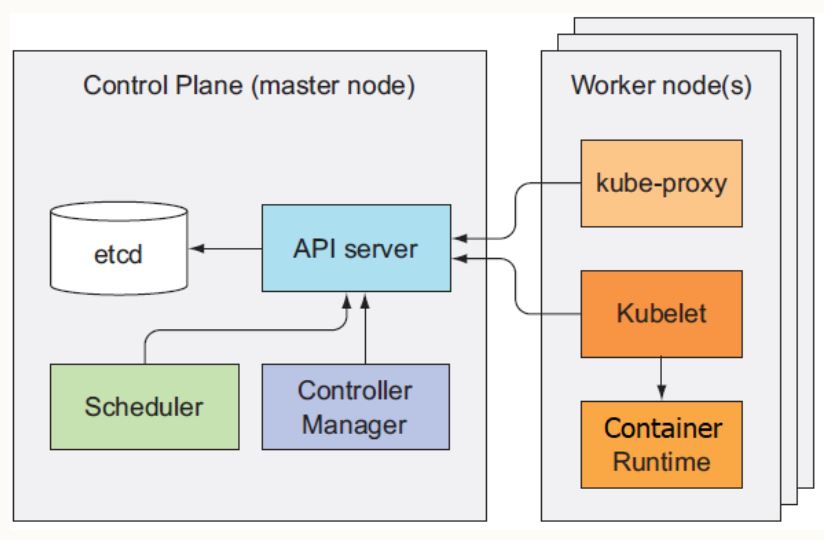 Control Plane (master node)
etcd
API server
Scheduler
Controller
Manager
Worker node(s)
kube-proxy
Kubelet
Container
Runtime